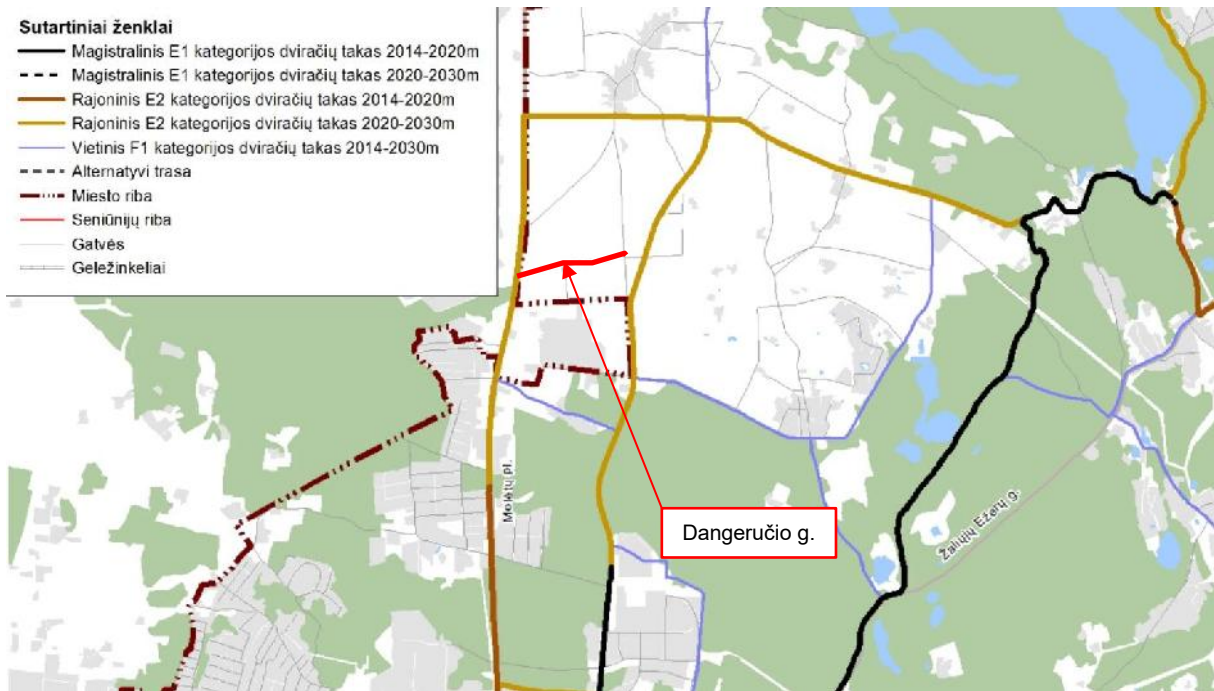 Sutartiniai ženklai
Magistralinis E1 kategorijos dviračių takas 2014-2020m
Magistralinis E1 kategorijos dviračių takas 2020-2030m
Rajoninis E2 kategorijos dviračių takas 2014-2020m
Rajoninis E2 kategorijos dviračių takas 2020-2030m
Vietinis F1 kategorijos dviračių takas 2014-2030m
Alternatyvi trasa
Miesto riba
Seniūnijų riba
Gatvės
Geležinkeliai
Molėtų pl.
Dangeručio g.
Žaliųjų Ežerų g.